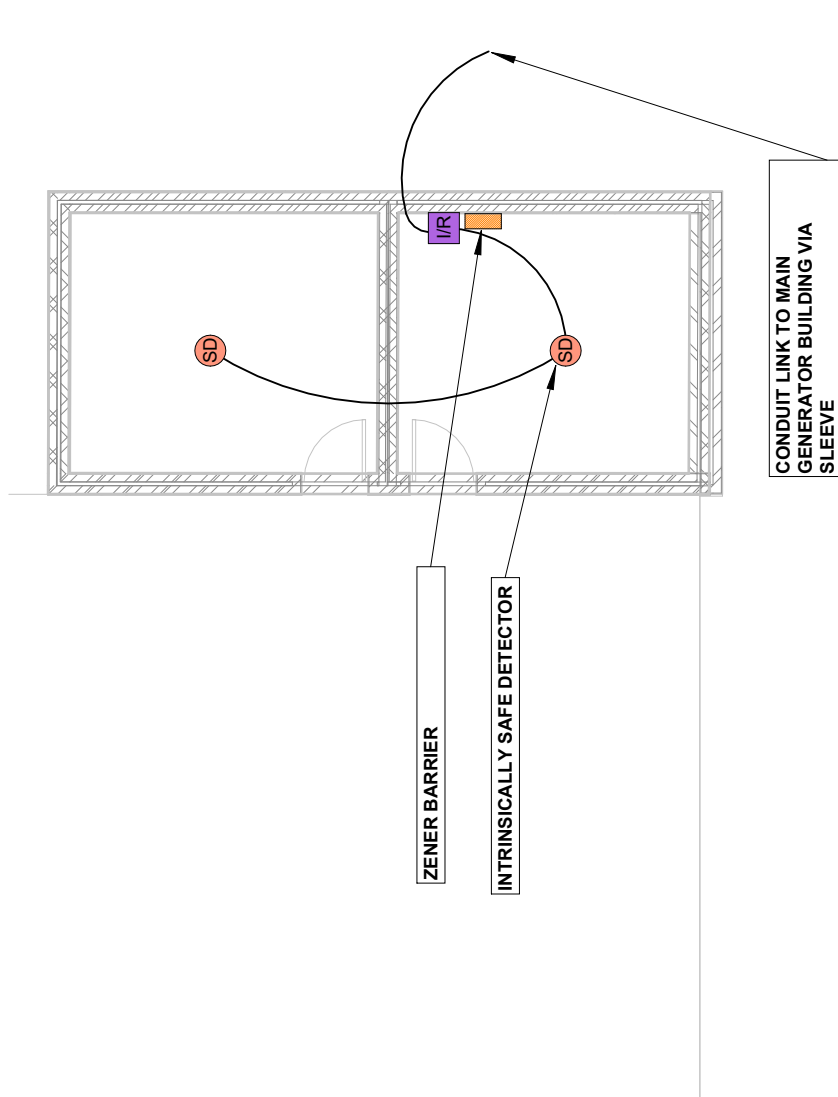 CONDUIT LINK TO MAIN
GENERATOR BUILDING VIA
SLEEVE
I/R
SD
SD
ZENER BARRIER
INTRINSICALLY SAFE DETECTOR